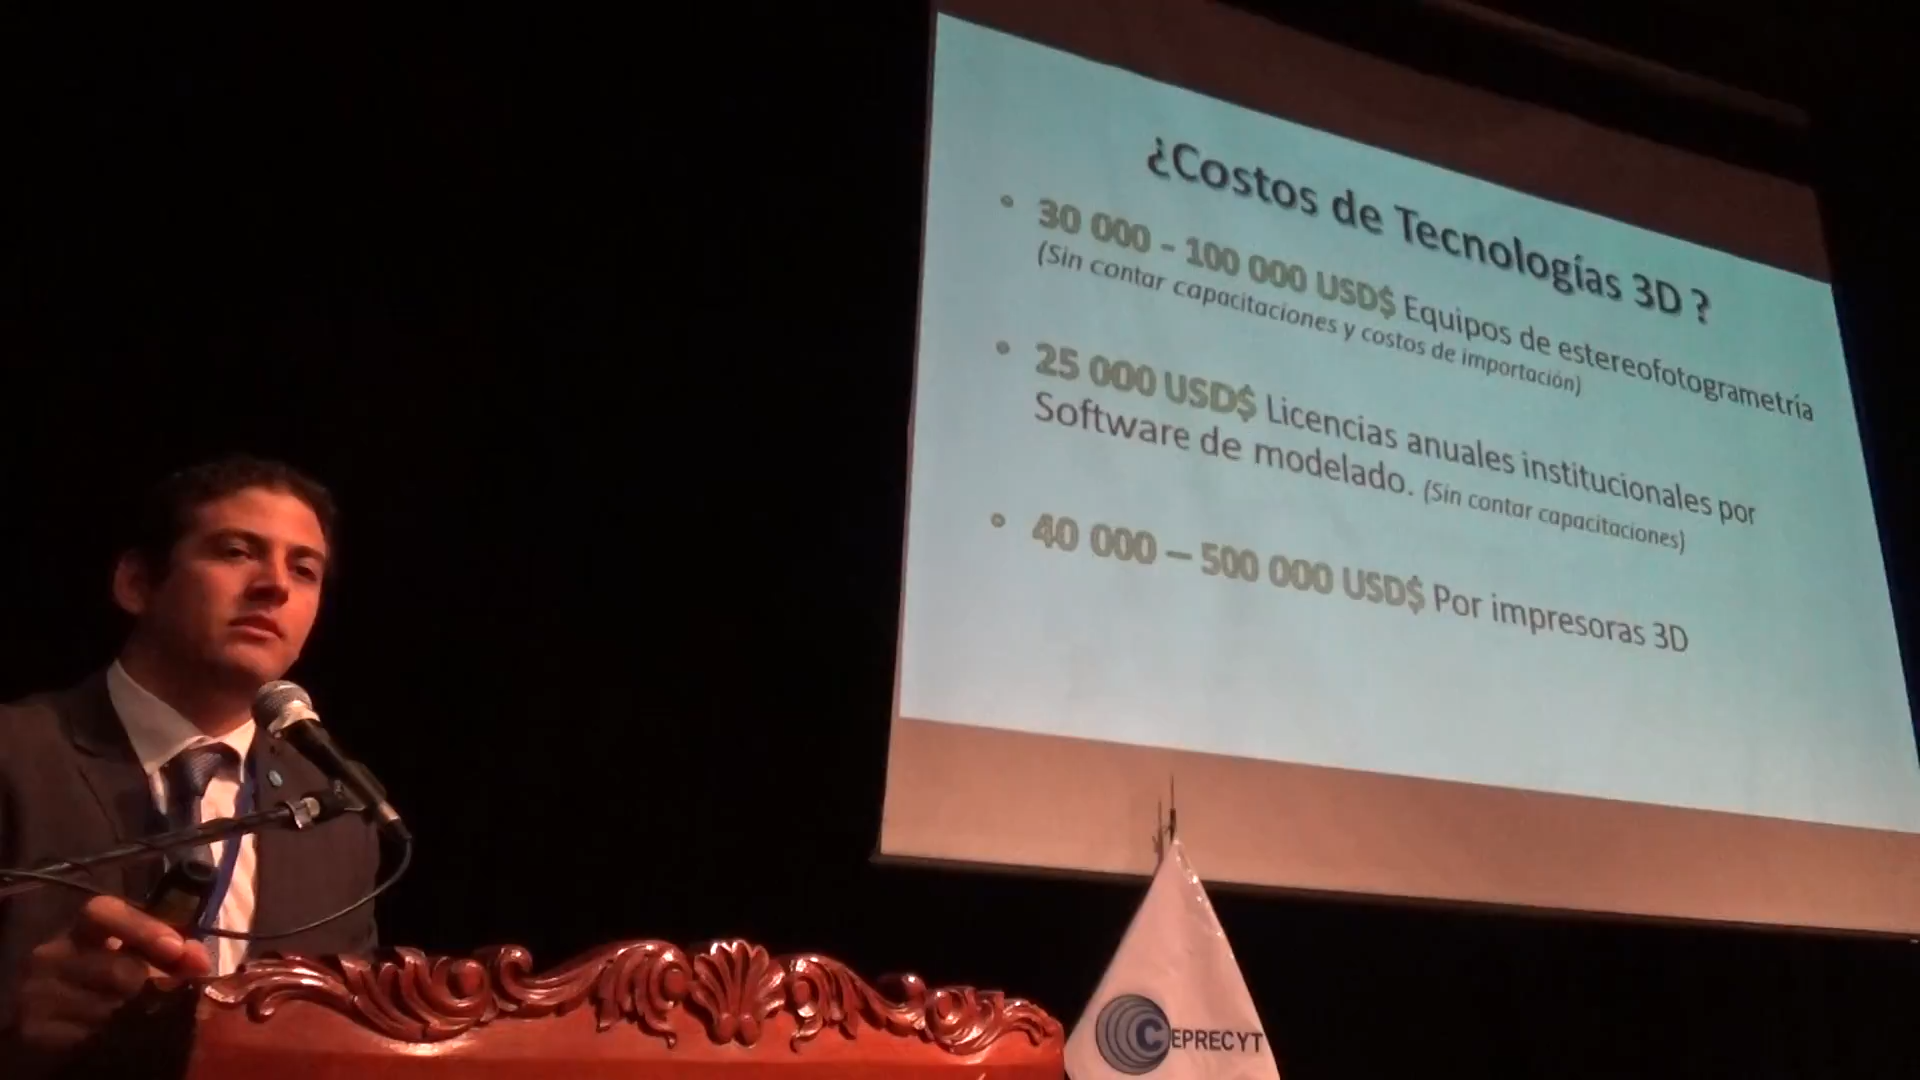 ¿Costos de Tecnologías 3D ?
• 30 000 - 100 000 USD$ Equipos de estereofotogrametría
(Sin contar capacitaciones y costos de importación)
• 25 000 USD$ Licencias anuales institucionales por
Software de modelado. (Sin contar capacitaciones)
• 40 000 – 500 000 USD$ Por impresoras 3D
CEPRECYT